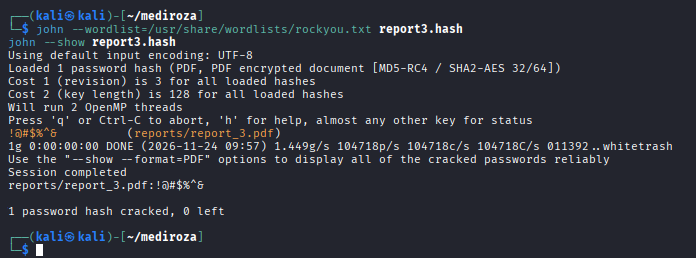 ┌──(kali㉿kali)-[~/mediroza]
└─$ john --wordlist=/usr/share/wordlists/rockyou.txt report3.hash
john --show report3.hash
Using default input encoding: UTF-8
Loaded 1 password hash (PDF, PDF encrypted document [MD5-RC4 / SHA2-AES 32/64])
Cost 1 (revision) is 3 for all loaded hashes
Cost 2 (key length) is 128 for all loaded hashes
Will run 2 OpenMP threads
Press 'q' or Ctrl-C to abort, 'h' for help, almost any other key for status
!@#$%^&          (reports/report_3.pdf)
1g 0:00:00:00 DONE (2026-11-24 09:57) 1.449g/s 104718p/s 104718c/s 104718C/s 011392..whitetrash
Use the "--show --format=PDF" options to display all of the cracked passwords reliably
Session completed
reports/report_3.pdf:!@#$%^&
1 password hash cracked, 0 left
┌──(kali㉿kali)-[~/mediroza]
└─$